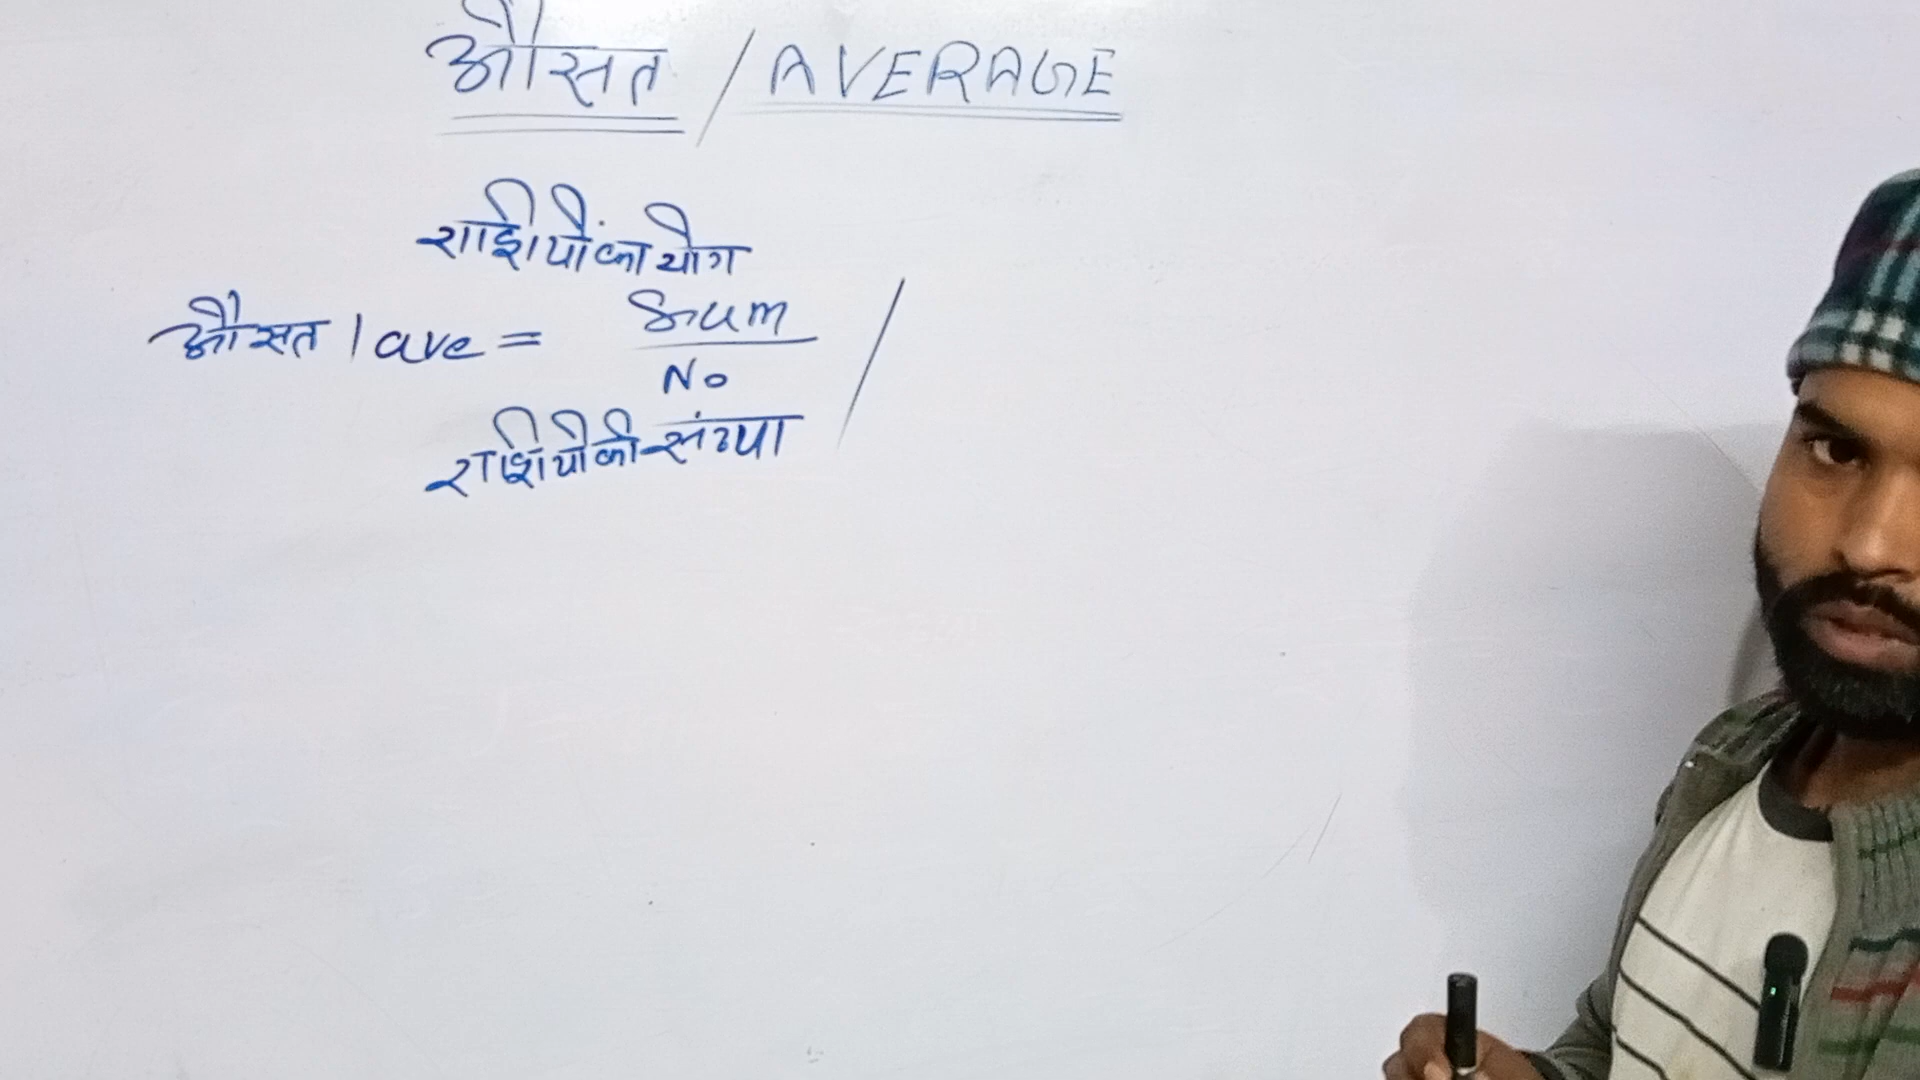 औसत / AVERAGE
राशियों का योग
औसत / ave = Sum
No
राशियों की संख्या